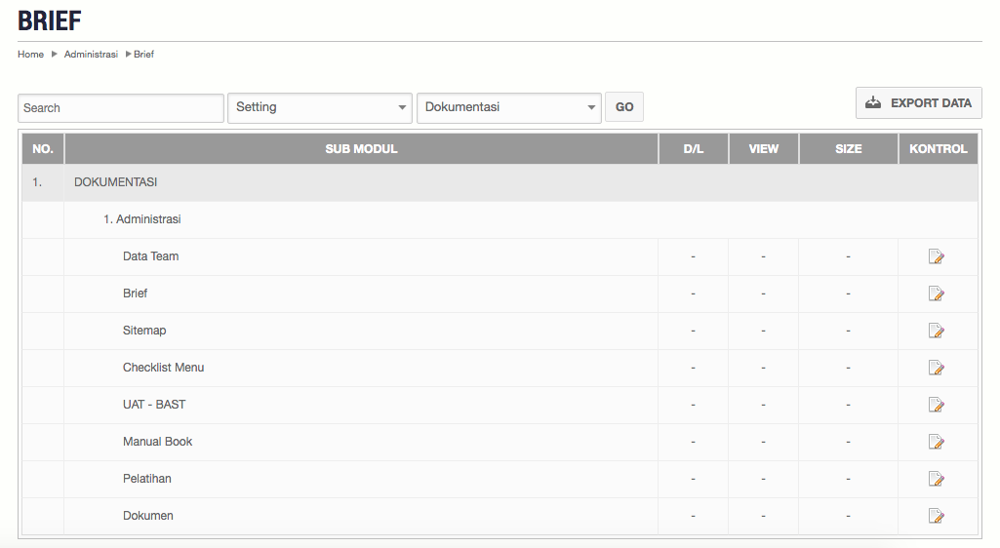 BRIEF
Home ▶ Administrasi ▶ Brief
Search Setting Dokumentasi GO EXPORT DATA
NO. SUB MODUL D/L VIEW SIZE KONTROL
1. DOKUMENTASI
1. Administrasi
Data Team - - -
Brief - - -
Sitemap - - -
Checklist Menu - - -
UAT - BAST - - -
Manual Book - - -
Pelatihan - - -
Dokumen - - -